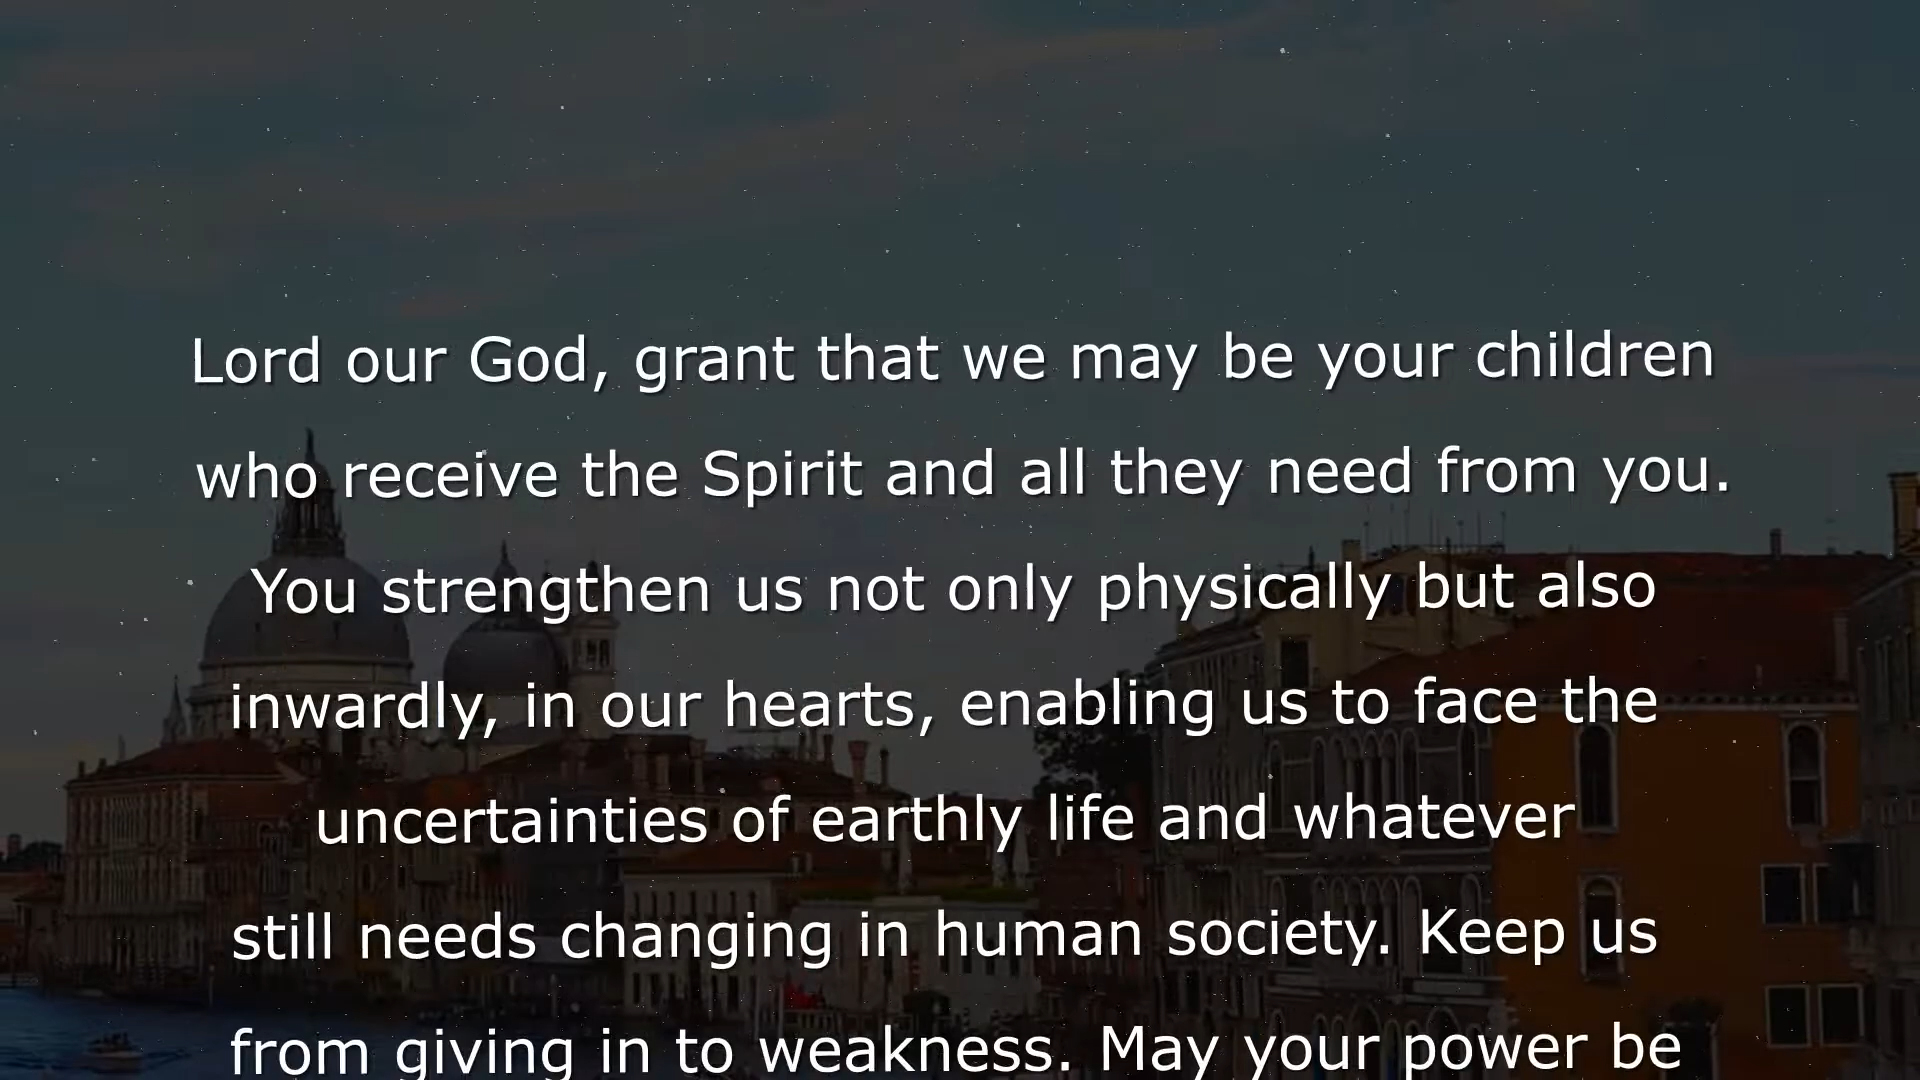 Lord our God, grant that we may be your children
who receive the Spirit and all they need from you.
You strengthen us not only physically but also
inwardly, in our hearts, enabling us to face the
uncertainties of earthly life and whatever
still needs changing in human society. Keep us
from giving in to weakness. May your power be